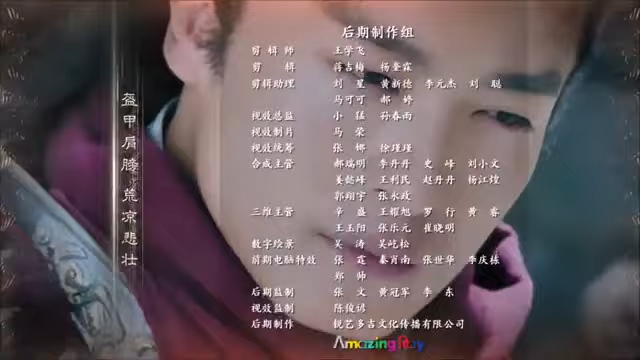 后期制作组
剪辑师 王学飞
剪辑 蒋吉梅 杨奎霖
剪辑助理 刘星 黄新德 李元杰 刘聪
马可可 郝婷
视效总监 小猛 孙春雨
视效制片 马荣
视效统筹 张娜 徐瑾瑾
合成主管 郝瑞明 李丹丹 史峰 刘小文
姜懿峰 王利民 赵丹丹 杨江煌
郭翔宇 张永政
三维主管 辛盛 王耀旭 罗行 黄睿
王玉阳 张乐元 崔晓明
数字绘景 吴涛 吴屹松
前期电脑特效 张霆 秦肖南 张世华 李庆栋
郑帅
后期监制 张文 黄冠军 李东
视效监制 陈俊谚
后期制作 锐艺多古文化传播有限公司
盔甲肩膝 荒凉悲壮
AmazingRay